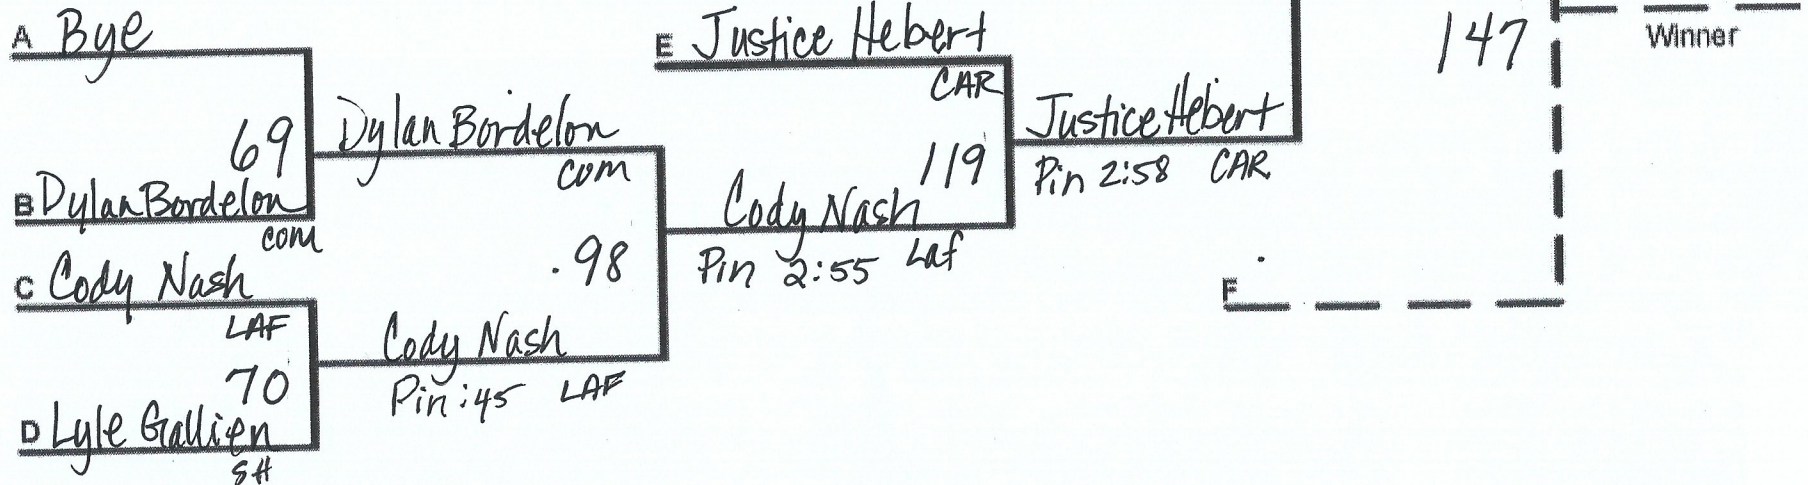 A Bye
69
B Dylan Bordelon
com
Dylan Bordelon
com
C Cody Nash
LAF
70
D Lyle Gallien
SH
Cody Nash
Pin :45 LAF
98
E Justice Hebert
CAR
119
Cody Nash
Pin 2:55 Laf
Justice Hebert
Pin 2:58 CAR
147
Winner
F